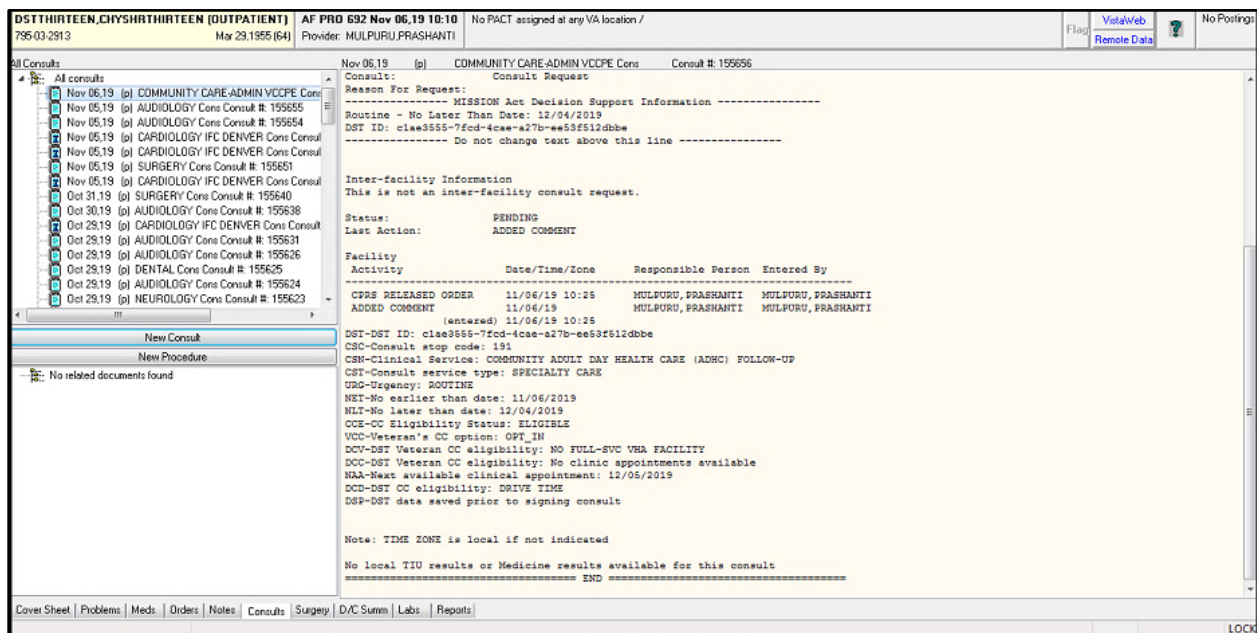 DSTTHIRTEEN,CHYSHRTHIRTEEN (OUTPATIENT)
795-03-2913 Mar 29,1955 (64)
AF PRO 692 Nov 06,19 10:10
Provider: MULPURU,PRASHANTI
No PACT assigned at any VA location /
Flag
VistaWeb
Remote Data
?
No Postings
All Consults
All consults
Nov 06,19 (p) COMMUNITY CARE-ADMIN VCCPE Cons
Nov 05,19 (p) AUDIOLOGY Cons Consult #: 155655
Nov 05,19 (p) AUDIOLOGY Cons Consult #: 155654
Nov 05,19 (p) CARDIOLOGY IFC DENVER Cons Consul
Nov 05,19 (p) CARDIOLOGY IFC DENVER Cons Consul
Nov 05,19 (p) SURGERY Cons Consult #: 155651
Nov 05,19 (p) CARDIOLOGY IFC DENVER Cons Consul
Oct 31,19 (p) SURGERY Cons Consult #: 155640
Oct 30,19 (p) AUDIOLOGY Cons Consult #: 155638
Oct 29,19 (p) CARDIOLOGY IFC DENVER Cons Consult
Oct 29,19 (p) AUDIOLOGY Cons Consult #: 155631
Oct 29,19 (p) AUDIOLOGY Cons Consult #: 155626
Oct 29,19 (p) DENTAL Cons Consult #: 155625
Oct 29,19 (p) AUDIOLOGY Cons Consult #: 155624
Oct 29,19 (p) NEUROLOGY Cons Consult #: 155623
New Consult
New Procedure
No related documents found
Nov 06,19 (p) COMMUNITY CARE-ADMIN VCCPE Cons Consult #: 155656
Consult: Consult Request
Reason For Request:
---------------- MISSION Act Decision Support Information ----------------
Routine - No Later Than Date: 12/04/2019
DST ID: c1ae3555-7fcd-4cae-a27b-ee53f512dbbe
---------------- Do not change text above this line ----------------
Inter-facility Information
This is not an inter-facility consult request.
Status: PENDING
Last Action: ADDED COMMENT
Facility
Activity Date/Time/Zone Responsible Person Entered By
-------------------------------------------------------------------------------
CPRS RELEASED ORDER 11/06/19 10:25 MULPURU,PRASHANTI MULPURU,PRASHANTI
ADDED COMMENT 11/06/19 MULPURU,PRASHANTI MULPURU,PRASHANTI
(entered) 11/06/19 10:25
DST-DST ID: c1ae3555-7fcd-4cae-a27b-ee53f512dbbe
CSC-Consult stop code: 191
CSN-Clinical Service: COMMUNITY ADULT DAY HEALTH CARE (ADHC) FOLLOW-UP
CST-Consult service type: SPECIALTY CARE
URG-Urgency: ROUTINE
NET-No earlier than date: 11/06/2019
NLT-No later than date: 12/04/2019
CCE-CC Eligibility Status: ELIGIBLE
VCC-Veteran's CC option: OPT_IN
DCV-DST Veteran CC eligibility: NO FULL-SVC VHA FACILITY
DCC-DST Veteran CC eligibility: No clinic appointments available
NAA-Next available clinical appointment: 12/05/2019
DCD-DST CC eligibility: DRIVE TIME
DSP-DST data saved prior to signing consult
Note: TIME ZONE is local if not indicated
No local TIU results or Medicine results available for this consult
=================================== END ====================================
Cover Sheet Problems Meds Orders Notes Consults Surgery D/C Summ Labs Reports
LOCK